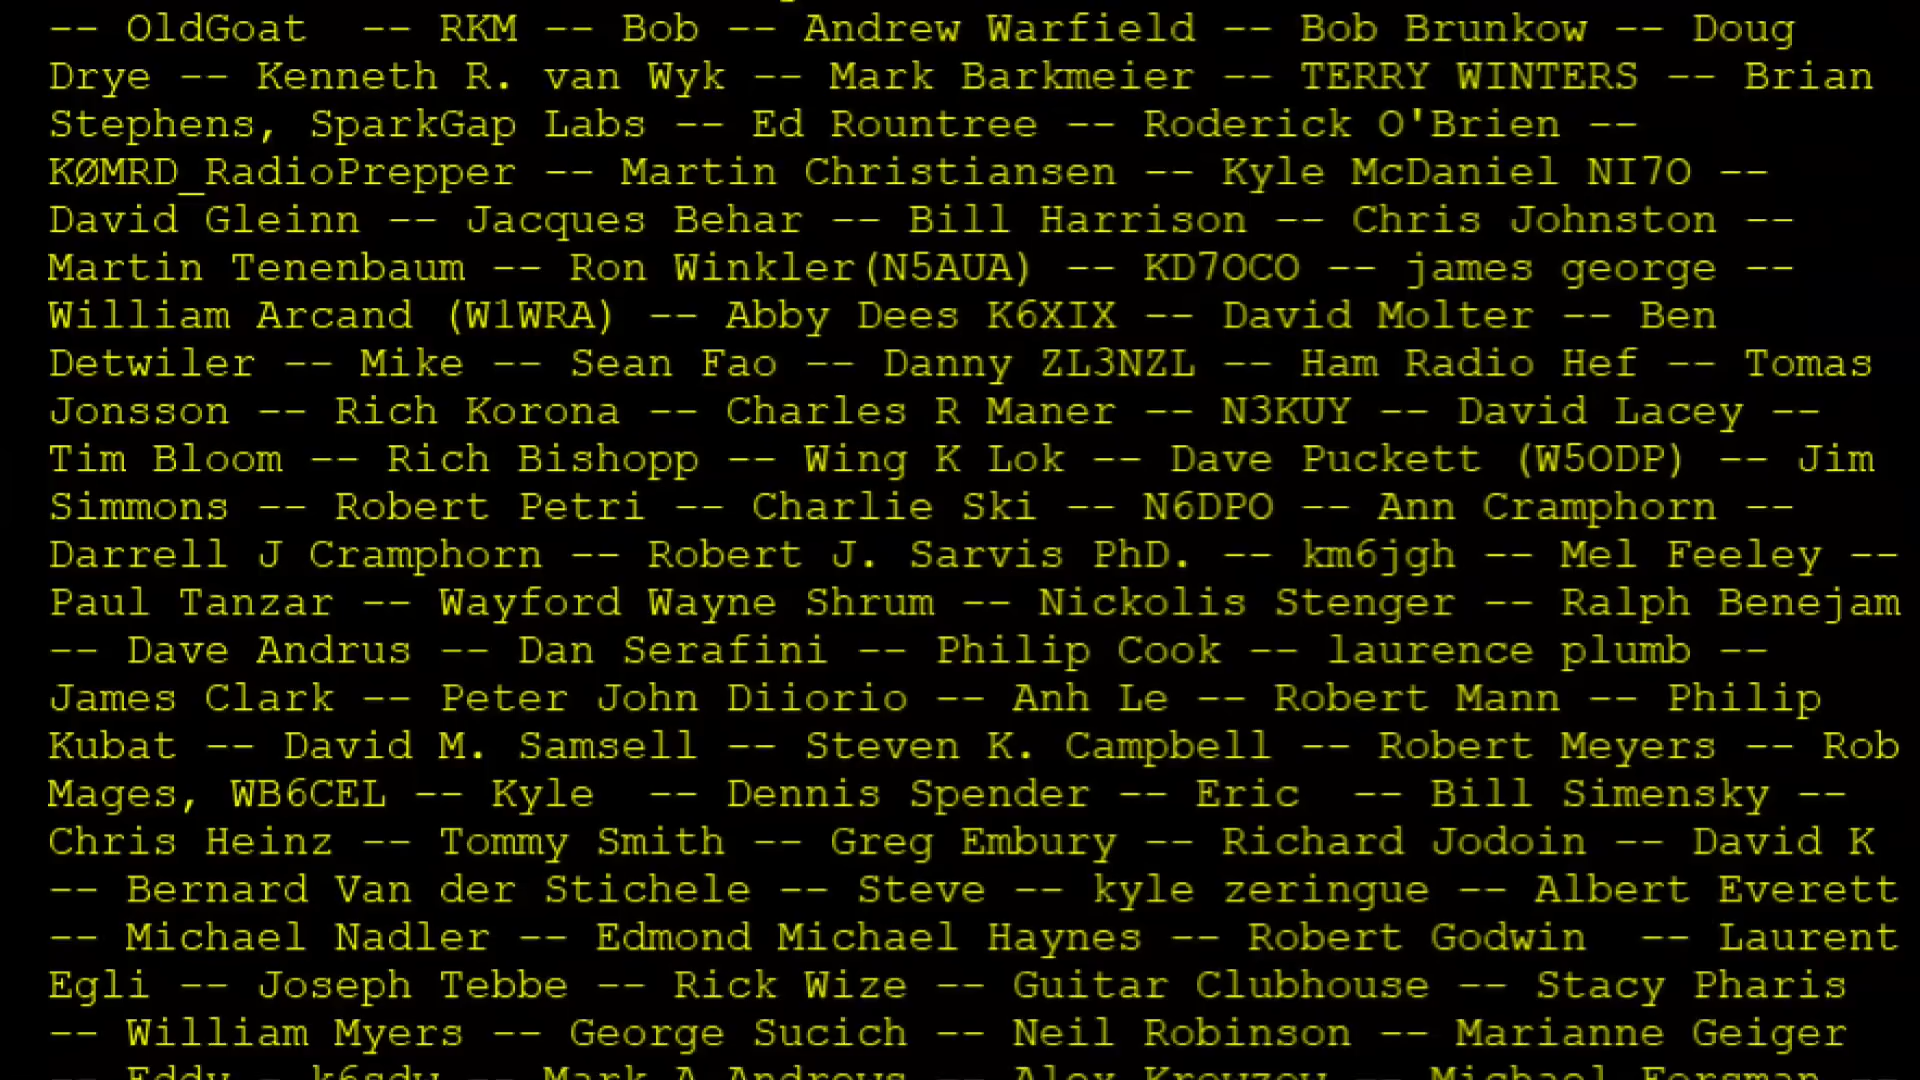 -- OldGoat  -- RKM -- Bob -- Andrew Warfield -- Bob Brunkow -- Doug
Drye -- Kenneth R. van Wyk -- Mark Barkmeier -- TERRY WINTERS -- Brian
Stephens, SparkGap Labs -- Ed Rountree -- Roderick O'Brien --
KØMRD_RadioPrepper -- Martin Christiansen -- Kyle McDaniel NI7O --
David Gleinn -- Jacques Behar -- Bill Harrison -- Chris Johnston --
Martin Tenenbaum -- Ron Winkler(N5AUA) -- KD7OCO -- james george --
William Arcand (W1WRA) -- Abby Dees K6XIX -- David Molter -- Ben
Detwiler -- Mike -- Sean Fao -- Danny ZL3NZL -- Ham Radio Hef -- Tomas
Jonsson -- Rich Korona -- Charles R Maner -- N3KUY -- David Lacey --
Tim Bloom -- Rich Bishopp -- Wing K Lok -- Dave Puckett (W5ODP) -- Jim
Simmons -- Robert Petri -- Charlie Ski -- N6DPO -- Ann Cramphorn --
Darrell J Cramphorn -- Robert J. Sarvis PhD. -- km6jgh -- Mel Feeley --
Paul Tanzar -- Wayford Wayne Shrum -- Nickolis Stenger -- Ralph Benejam
-- Dave Andrus -- Dan Serafini -- Philip Cook -- laurence plumb --
James Clark -- Peter John Diiorio -- Anh Le -- Robert Mann -- Philip
Kubat -- David M. Samsell -- Steven K. Campbell -- Robert Meyers -- Rob
Mages, WB6CEL -- Kyle  -- Dennis Spender -- Eric  -- Bill Simensky --
Chris Heinz -- Tommy Smith -- Greg Embury -- Richard Jodoin -- David K
-- Bernard Van der Stichele -- Steve -- kyle zeringue -- Albert Everett
-- Michael Nadler -- Edmond Michael Haynes -- Robert Godwin  -- Laurent
Egli -- Joseph Tebbe -- Rick Wize -- Guitar Clubhouse -- Stacy Pharis
-- William Myers -- George Sucich -- Neil Robinson -- Marianne Geiger
-- Eddy - k6sdw -- Mark A Andrews -- Alex -- Michael